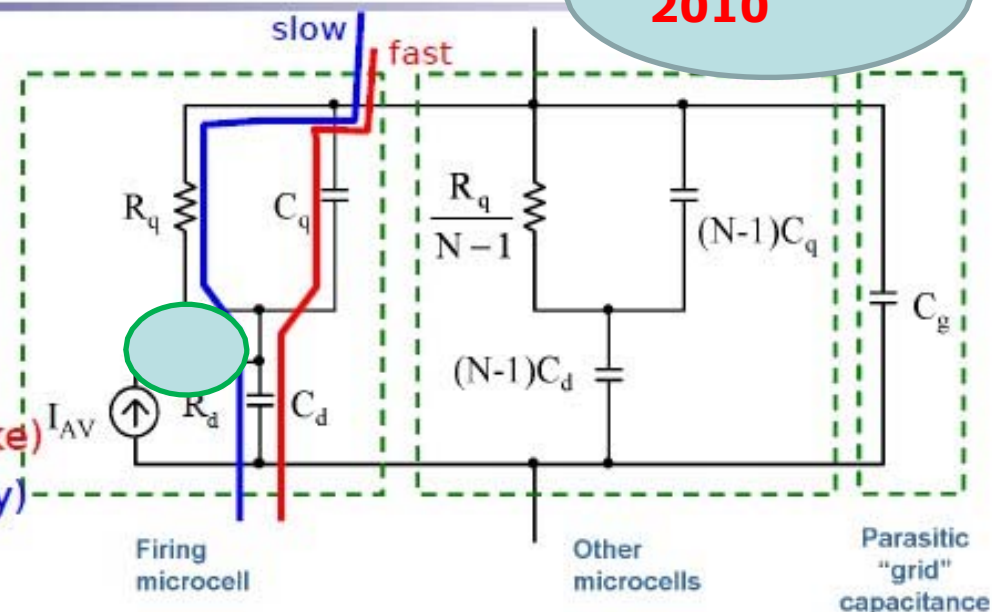 2010
slow
fast
Rq
Cq
Rq
N−1
(N-1)Cq
Cg
(N-1)Cd
Rd
Cd
IAV
Firing
microcell
Other
microcells
Parasitic
"grid"
capacitance